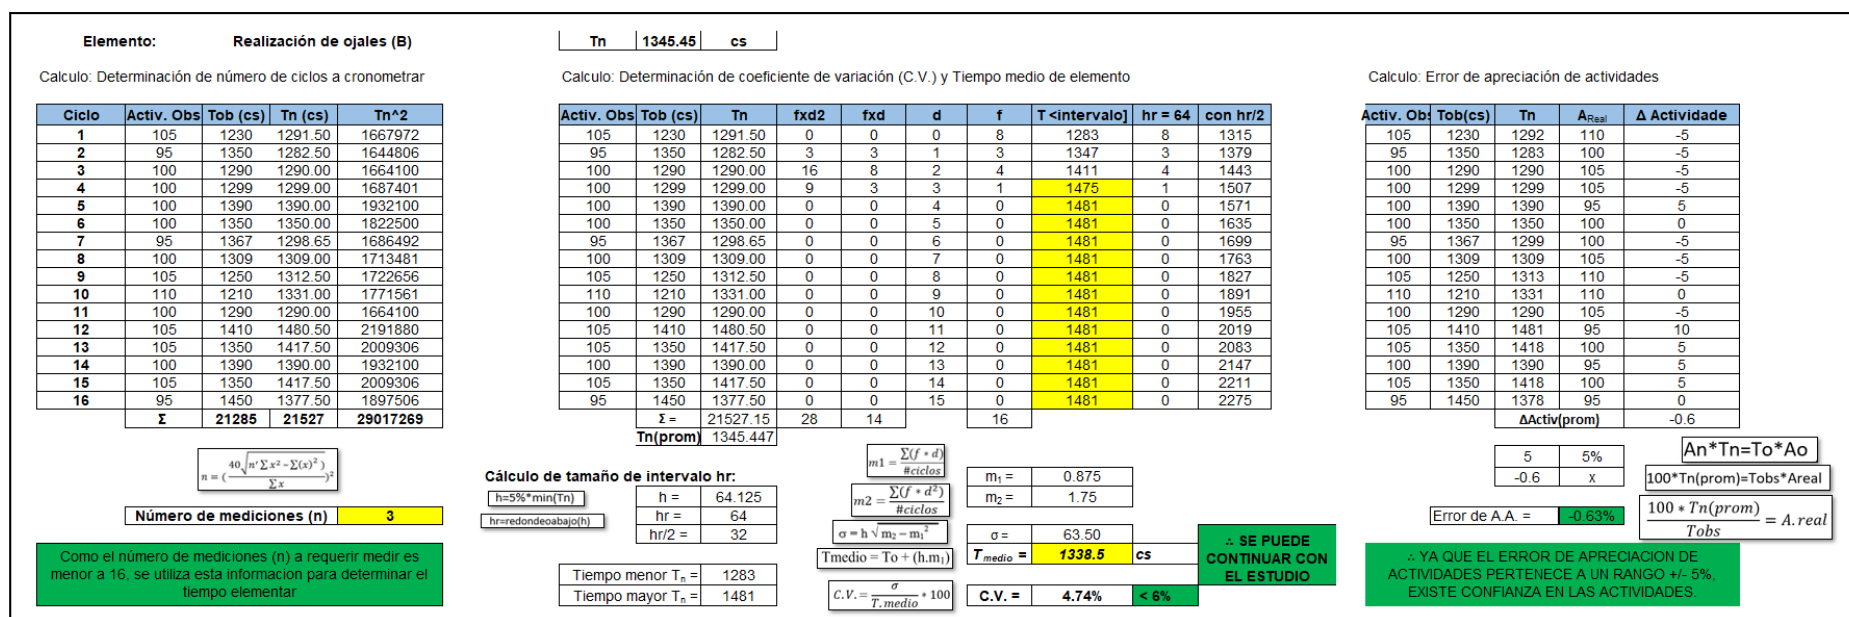 Elemento: Realización de ojales (B) Tn 1345.45 cs
Calculo: Determinación de número de ciclos a cronometrar
Ciclo Activ. Obs Tob (cs) Tn (cs) Tn^2
1 105 1230 1291.50 1667972
2 95 1350 1282.50 1644806
3 100 1290 1290.00 1664100
4 100 1299 1299.00 1687401
5 100 1390 1390.00 1932100
6 100 1350 1350.00 1822500
7 95 1367 1298.65 1686492
8 100 1309 1309.00 1713481
9 105 1250 1312.50 1722656
10 110 1210 1331.00 1771561
11 100 1290 1290.00 1664100
12 105 1410 1480.50 2191880
13 105 1350 1417.50 2009306
14 100 1390 1390.00 1932100
15 105 1350 1417.50 2009306
16 95 1450 1377.50 1897506
Σ 21285 21527 29017269
n = (40√(n' Σ x² − Σ(x)²) / Σ x)²
Número de mediciones (n) 3
Como el número de mediciones (n) a requerir medir es
menor a 16, se utiliza esta informacion para determinar el
tiempo elementar
Calculo: Determinación de coeficiente de variación (C.V.) y Tiempo medio de elemento
Activ. Obs Tob (cs) Tn fxd2 fxd d f T <intervalo] hr = 64 con hr/2
105 1230 1291.50 0 0 0 8 1283 8 1315
95 1350 1282.50 3 3 1 3 1347 3 1379
100 1290 1290.00 16 8 2 4 1411 4 1443
100 1299 1299.00 9 3 3 1 1475 1 1507
100 1390 1390.00 0 0 4 0 1481 0 1571
100 1350 1350.00 0 0 5 0 1481 0 1635
95 1367 1298.65 0 0 6 0 1481 0 1699
100 1309 1309.00 0 0 7 0 1481 0 1763
105 1250 1312.50 0 0 8 0 1481 0 1827
110 1210 1331.00 0 0 9 0 1481 0 1891
100 1290 1290.00 0 0 10 0 1481 0 1955
105 1410 1480.50 0 0 11 0 1481 0 2019
105 1350 1417.50 0 0 12 0 1481 0 2083
100 1390 1390.00 0 0 13 0 1481 0 2147
105 1350 1417.50 0 0 14 0 1481 0 2211
95 1450 1377.50 0 0 15 0 1481 0 2275
Σ = 21527.15 28 14 16
Tn(prom) 1345.447
Cálculo de tamaño de intervalo hr:
h=5%*min(Tn) h = 64.125
hr=redondeoabajo(h) hr = 64
hr/2 = 32
Tiempo menor Tₙ = 1283
Tiempo mayor Tₙ = 1481
m1 = Σ(f * d) / #ciclos
m2 = Σ(f * d²) / #ciclos
σ = h √(m₂ − m₁²)
Tmedio = To + (h.m₁)
C.V. = σ / T.medio * 100
m₁ = 0.875
m₂ = 1.75
σ = 63.50
Tmedio = 1338.5 cs
C.V. = 4.74% < 6%
∴ SE PUEDE
CONTINUAR CON
EL ESTUDIO
Calculo: Error de apreciación de actividades
Activ. Obs Tob(cs) Tn AReal Δ Actividade
105 1230 1292 110 -5
95 1350 1283 100 -5
100 1290 1290 105 -5
100 1299 1299 105 -5
100 1390 1390 95 5
100 1350 1350 100 0
95 1367 1299 100 -5
100 1309 1309 105 -5
105 1250 1313 110 -5
110 1210 1331 110 0
100 1290 1290 105 -5
105 1410 1481 95 10
105 1350 1418 100 5
100 1390 1390 95 5
105 1350 1418 100 5
95 1450 1378 95 0
ΔActiv(prom) -0.6
5 5%
-0.6 x
Error de A.A. = -0.63%
An*Tn=To*Ao
100*Tn(prom)=Tobs*Areal
100 * Tn(prom) / Tobs = A.real
∴ YA QUE EL ERROR DE APRECIACION DE
ACTIVIDADES PERTENECE A UN RANGO +/- 5%,
EXISTE CONFIANZA EN LAS ACTIVIDADES.